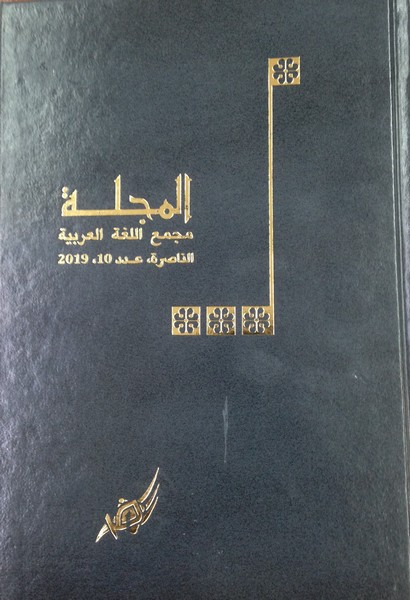 المجلة
مجمع اللغة العربية
الناصرة، عدد 10، 2019